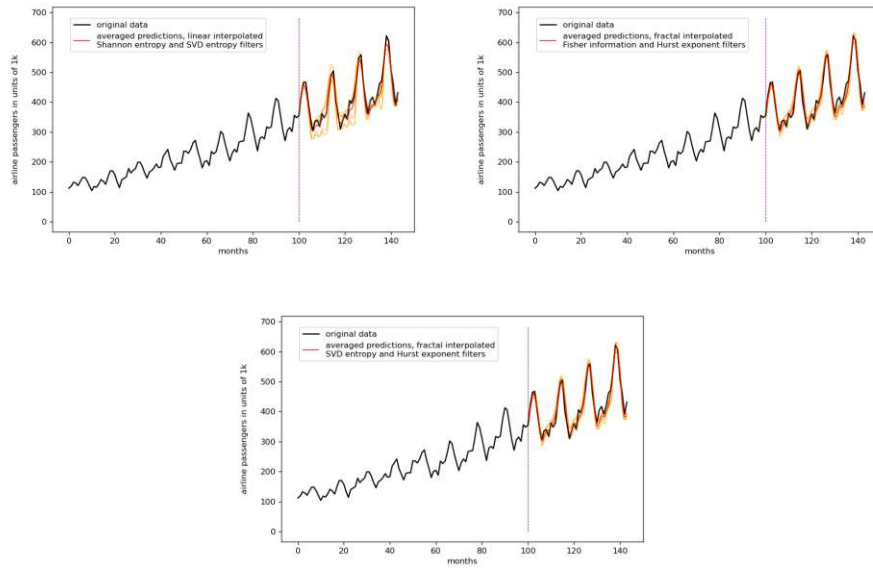 700
600
500
400
300
200
100
0
airline passengers in units of 1k
original data
averaged predictions, linear interpolated
Shannon entropy and SVD entropy filters
0 20 40 60 80 100 120 140
months
700
600
500
400
300
200
100
0
airline passengers in units of 1k
original data
averaged predictions, fractal interpolated
Fisher information and Hurst exponent filters
0 20 40 60 80 100 120 140
months
700
600
500
400
300
200
100
0
airline passengers in units of 1k
original data
averaged predictions, fractal interpolated
SVD entropy and Hurst exponent filters
0 20 40 60 80 100 120 140
months